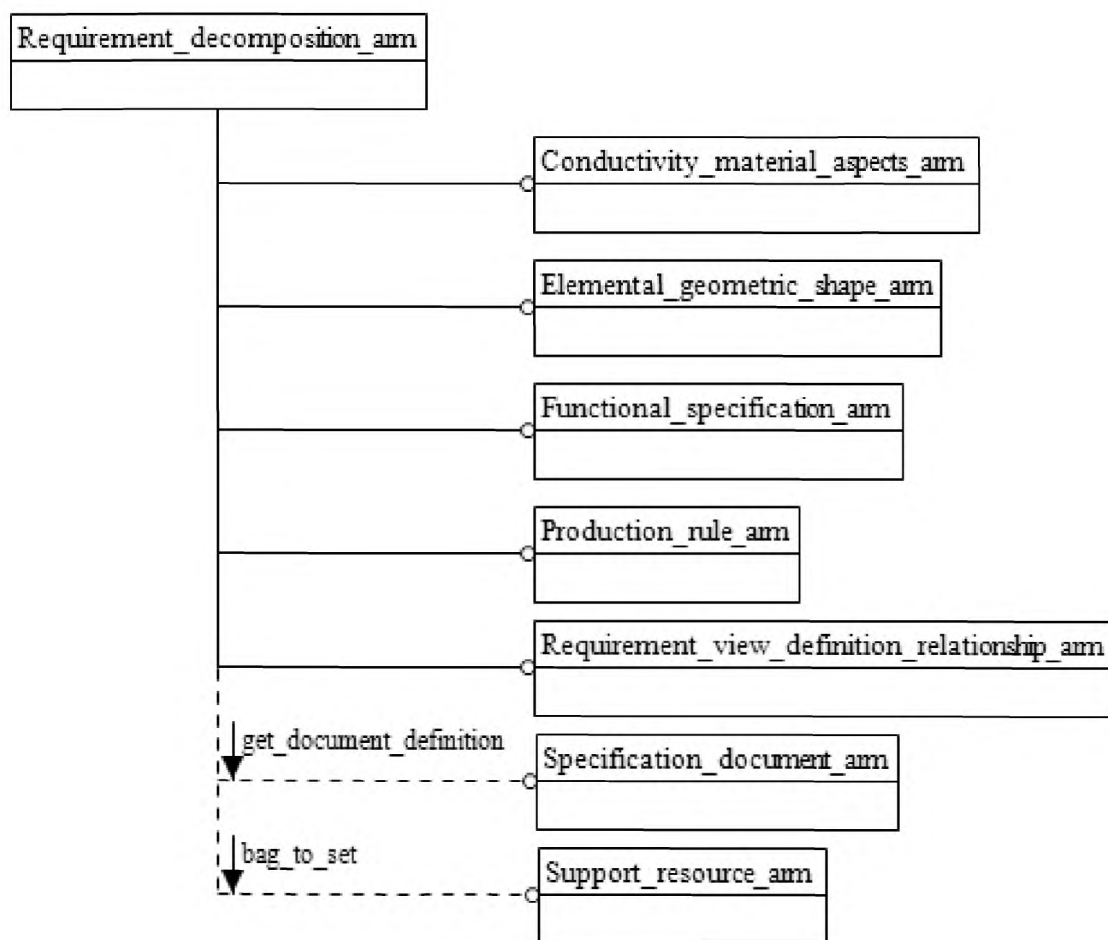 Requirement_decomposition_arm
Conductivity_material_aspects_arm
Elemental_geometric_shape_arm
Functional_specification_arm
Production_rule_arm
Requirement_view_definition_relationship_arm
get_document_definition
Specification_document_arm
bag_to_set
Support_resource_arm